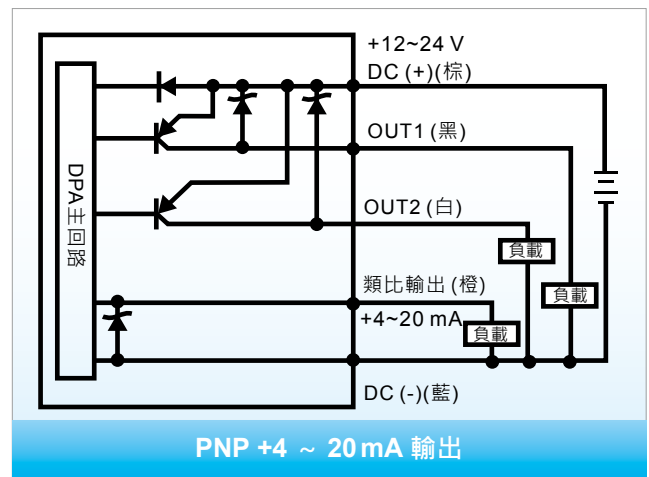 +12~24 V
DC (+)(棕)
OUT1 (黑)
DPA主回路
OUT2 (白)
負載
類比輸出 (橙)
負載
+4~20 mA
負載
DC (-)(藍)
PNP +4 ~ 20 mA 輸出